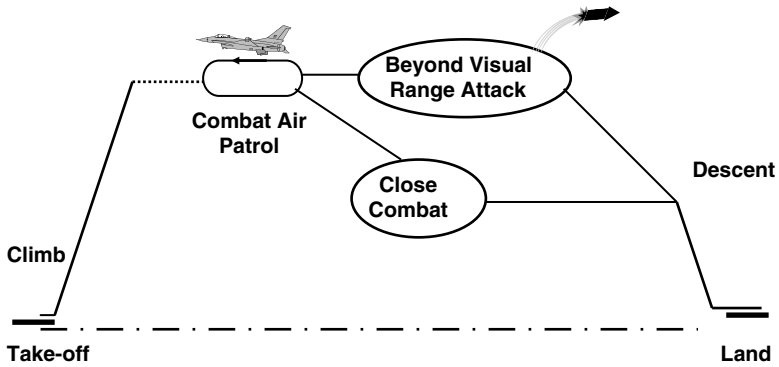 Beyond Visual
Range Attack
Combat Air
Patrol
Close
Combat
Descent
Climb
Take-off
Land